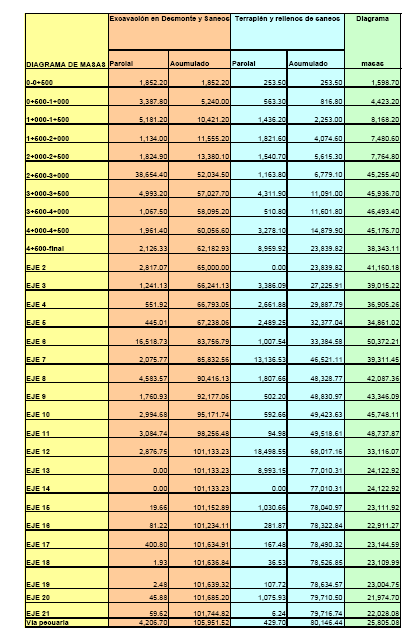 Excavación en Desmonte y Saneos Terraplén y rellenos de saneos Diagrama
DIAGRAMA DE MASAS Parcial Acumulado Parcial Acumulado masas
0-0+500 1,852.20 1,852.20 253.50 253.50 1,598.70
0+500-1+000 3,387.80 5,240.00 563.30 816.80 4,423.20
1+000-1+500 5,181.20 10,421.20 1,436.20 2,253.00 8,168.20
1+500-2+000 1,134.00 11,555.20 1,821.60 4,074.60 7,480.60
2+000-2+500 1,824.90 13,380.10 1,540.70 5,615.30 7,764.80
2+500-3+000 38,654.40 52,034.50 1,163.80 6,779.10 45,255.40
3+000-3+500 4,993.20 57,027.70 4,311.90 11,091.00 45,936.70
3+500-4+000 1,067.50 58,095.20 510.80 11,601.80 46,493.40
4+000-4+500 1,961.40 60,056.60 3,278.10 14,879.90 45,176.70
4+500-final 2,126.33 62,182.93 8,959.92 23,839.82 38,343.11
EJE 2 2,817.07 65,000.00 0.00 23,839.82 41,160.18
EJE 3 1,241.13 66,241.13 3,386.09 27,225.91 39,015.22
EJE 4 551.92 66,793.05 2,661.88 29,887.79 36,905.26
EJE 5 445.01 67,238.06 2,489.25 32,377.04 34,861.02
EJE 6 16,518.73 83,756.79 1,007.54 33,384.58 50,372.21
EJE 7 2,075.77 85,832.56 13,136.53 46,521.11 39,311.45
EJE 8 4,583.57 90,416.13 1,807.66 48,328.77 42,087.36
EJE 9 1,760.93 92,177.06 502.20 48,830.97 43,346.09
EJE 10 2,994.68 95,171.74 592.66 49,423.63 45,748.11
EJE 11 3,084.74 98,256.48 94.98 49,518.61 48,737.87
EJE 12 2,876.75 101,133.23 18,498.55 68,017.16 33,116.07
EJE 13 0.00 101,133.23 8,993.15 77,010.31 24,122.92
EJE 14 0.00 101,133.23 0.00 77,010.31 24,122.92
EJE 15 19.66 101,152.89 1,030.66 78,040.97 23,111.92
EJE 16 81.22 101,234.11 281.87 78,322.84 22,911.27
EJE 17 400.80 101,634.91 167.48 78,490.32 23,144.59
EJE 18 1.93 101,636.84 36.53 78,526.85 23,109.99
EJE 19 2.48 101,639.32 107.72 78,634.57 23,004.75
EJE 20 45.88 101,685.20 1,075.93 79,710.50 21,974.70
EJE 21 59.62 101,744.82 6.24 79,716.74 22,028.08
Vía pecuaria 4,206.70 105,951.52 429.70 80,146.44 25,805.08